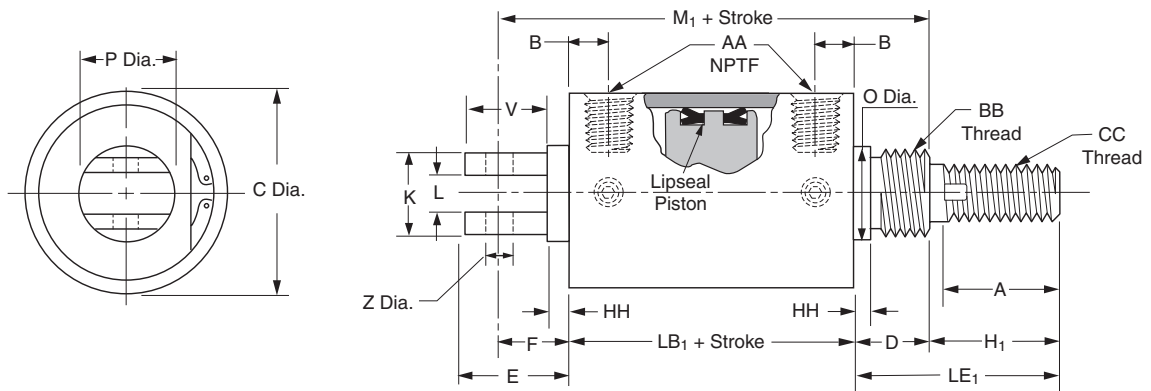 M₁ + Stroke
B
AA
NPTF
B
P Dia.
O Dia.
BB
Thread
V
CC
Thread
C Dia.
K
L
Lipseal
Piston
Z Dia.
A
HH
HH
F
LB₁ + Stroke
D
H₁
E
LE₁